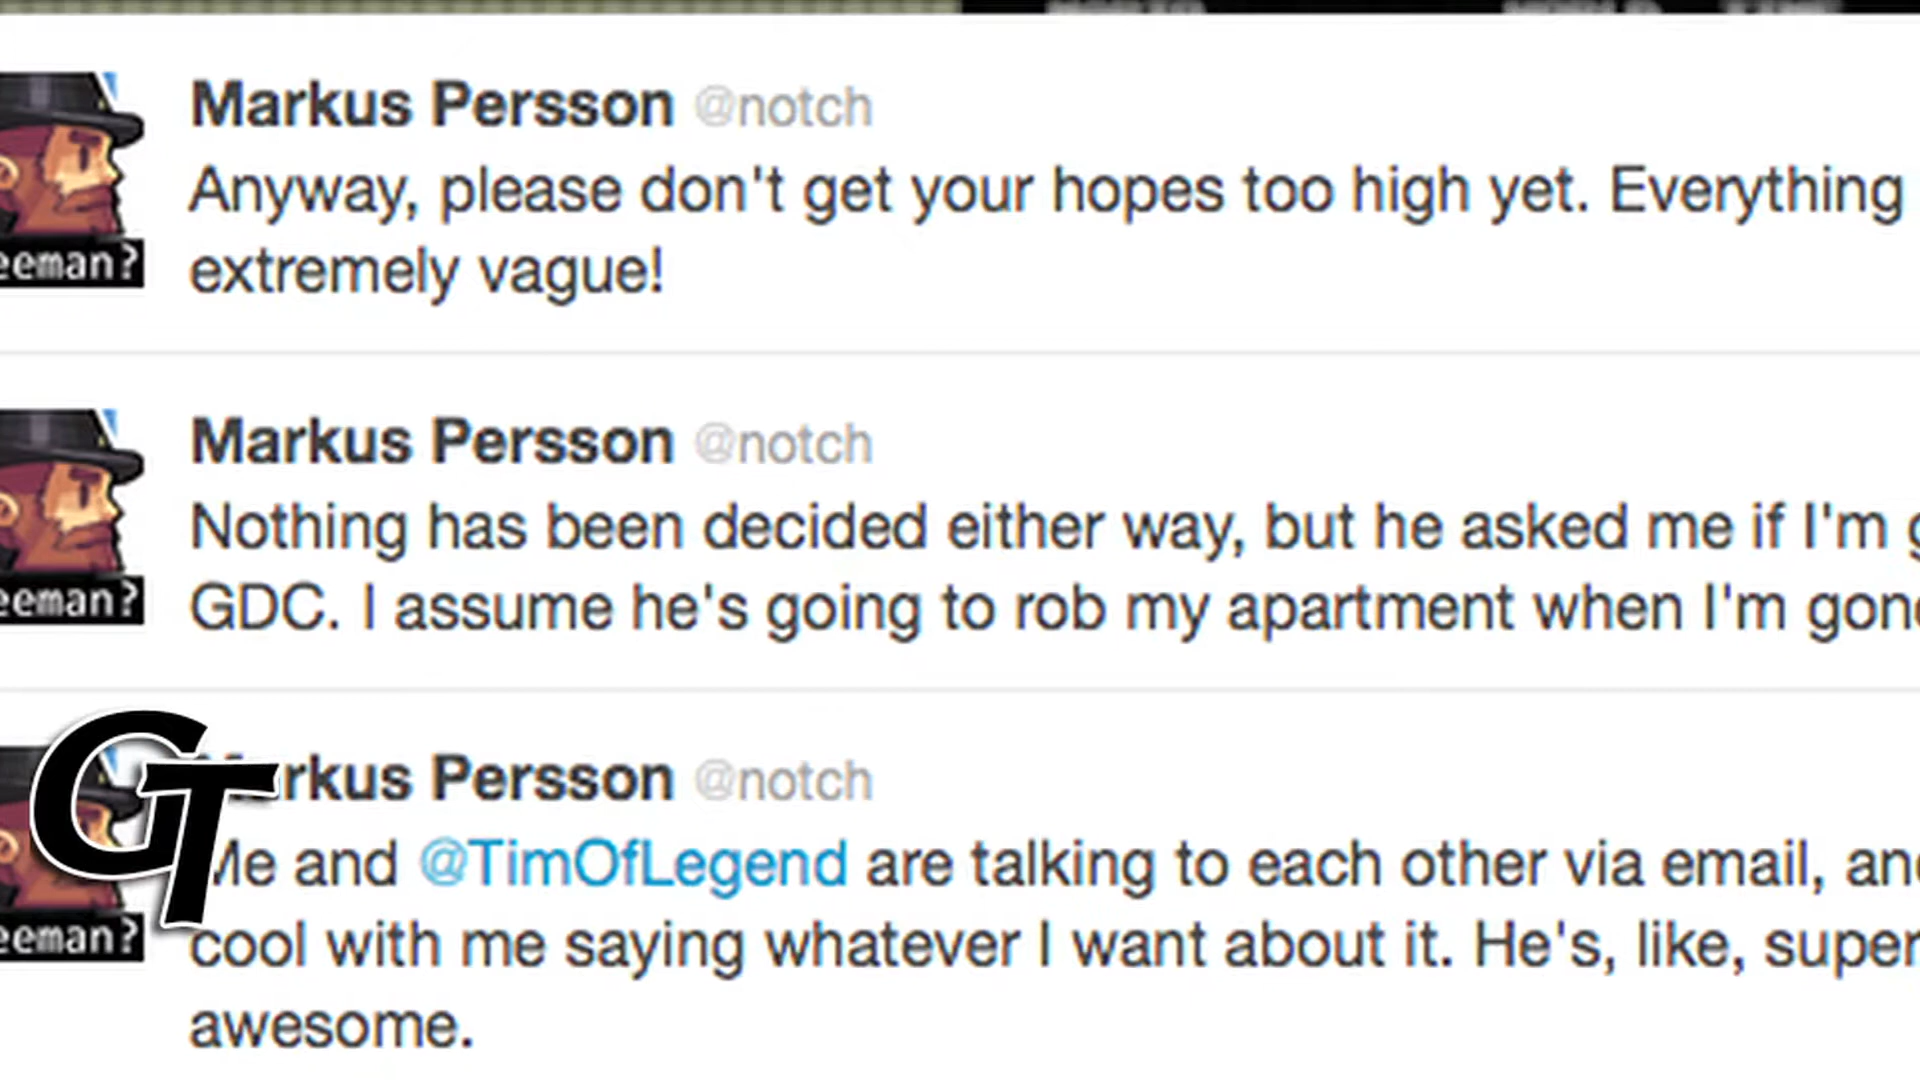 Markus Persson @notch
Anyway, please don't get your hopes too high yet. Everything
extremely vague!
eeman?
Markus Persson @notch
Nothing has been decided either way, but he asked me if I'm g
GDC. I assume he's going to rob my apartment when I'm gon
eeman?
GT
arkus Persson @notch
Me and @TimOfLegend are talking to each other via email, an
cool with me saying whatever I want about it. He's, like, super
awesome.
eeman?